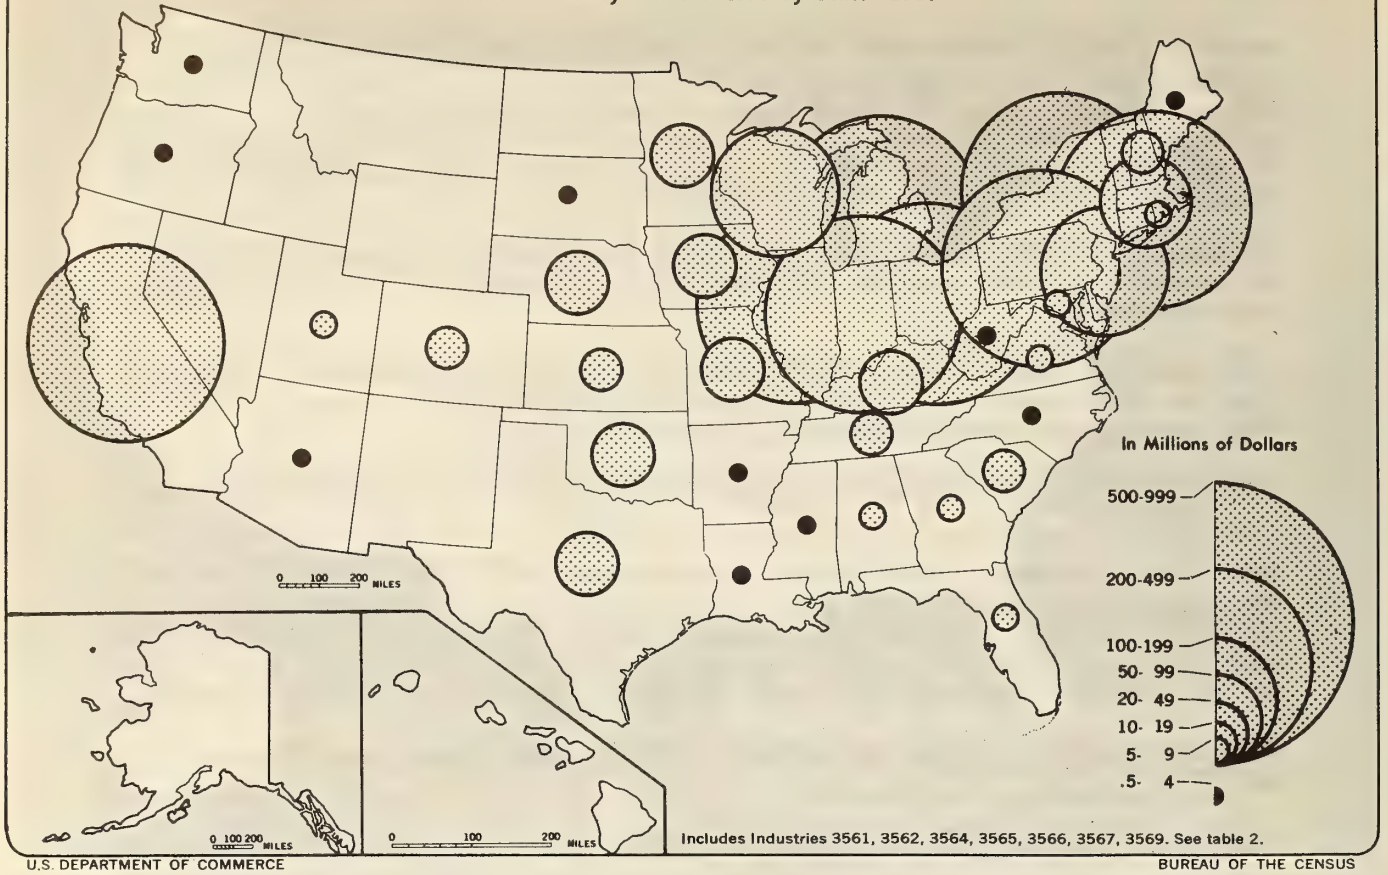 In Millions of Dollars
500-999
200-499
100-199
50- 99
20- 49
10- 19
5- 9
.5- 4
0 100 200 MILES
0 100 200 MILES
0 100 200 MILES
Includes Industries 3561, 3562, 3564, 3565, 3566, 3567, 3569. See table 2.
U.S. DEPARTMENT OF COMMERCE
BUREAU OF THE CENSUS